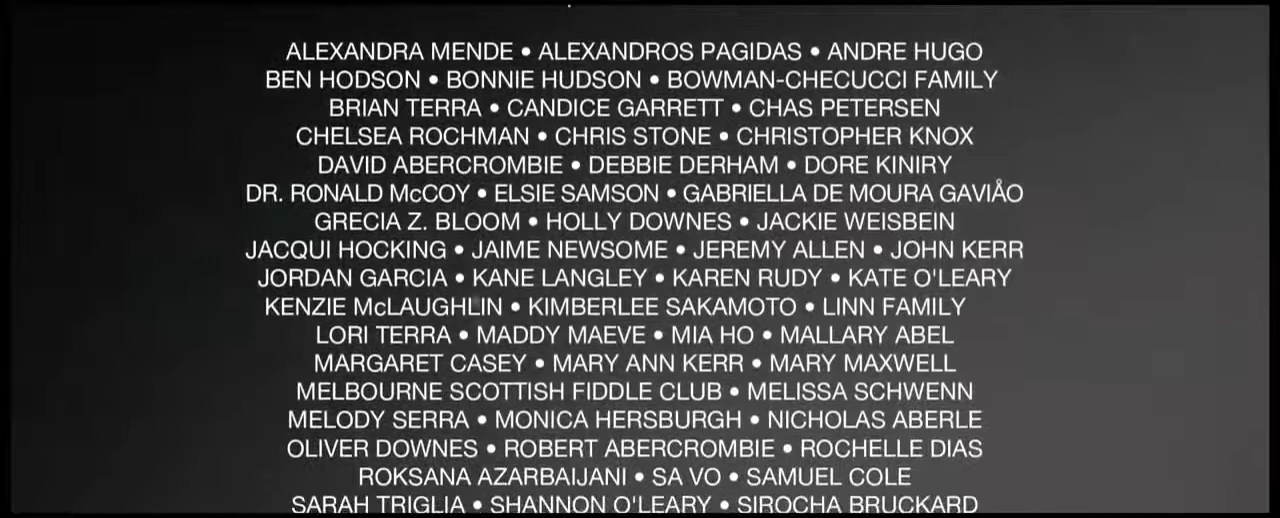 ALEXANDRA MENDE • ALEXANDROS PAGIDAS • ANDRE HUGO
BEN HODSON • BONNIE HUDSON • BOWMAN-CHECUCCI FAMILY
BRIAN TERRA • CANDICE GARRETT • CHAS PETERSEN
CHELSEA ROCHMAN • CHRIS STONE • CHRISTOPHER KNOX
DAVID ABERCROMBIE • DEBBIE DERHAM • DORE KINIRY
DR. RONALD McCOY • ELSIE SAMSON • GABRIELLA DE MOURA GAVIÅO
GRECIA Z. BLOOM • HOLLY DOWNES • JACKIE WEISBEIN
JACQUI HOCKING • JAIME NEWSOME • JEREMY ALLEN • JOHN KERR
JORDAN GARCIA • KANE LANGLEY • KAREN RUDY • KATE O'LEARY
KENZIE McLAUGHLIN • KIMBERLEE SAKAMOTO • LINN FAMILY
LORI TERRA • MADDY MAEVE • MIA HO • MALLARY ABEL
MARGARET CASEY • MARY ANN KERR • MARY MAXWELL
MELBOURNE SCOTTISH FIDDLE CLUB • MELISSA SCHWENN
MELODY SERRA • MONICA HERSBURGH • NICHOLAS ABERLE
OLIVER DOWNES • ROBERT ABERCROMBIE • ROCHELLE DIAS
ROKSANA AZARBAIJANI • SA VO • SAMUEL COLE
SARAH TRIGLIA • SHANNON O'LEARY • SIROCHA BRUCKARD